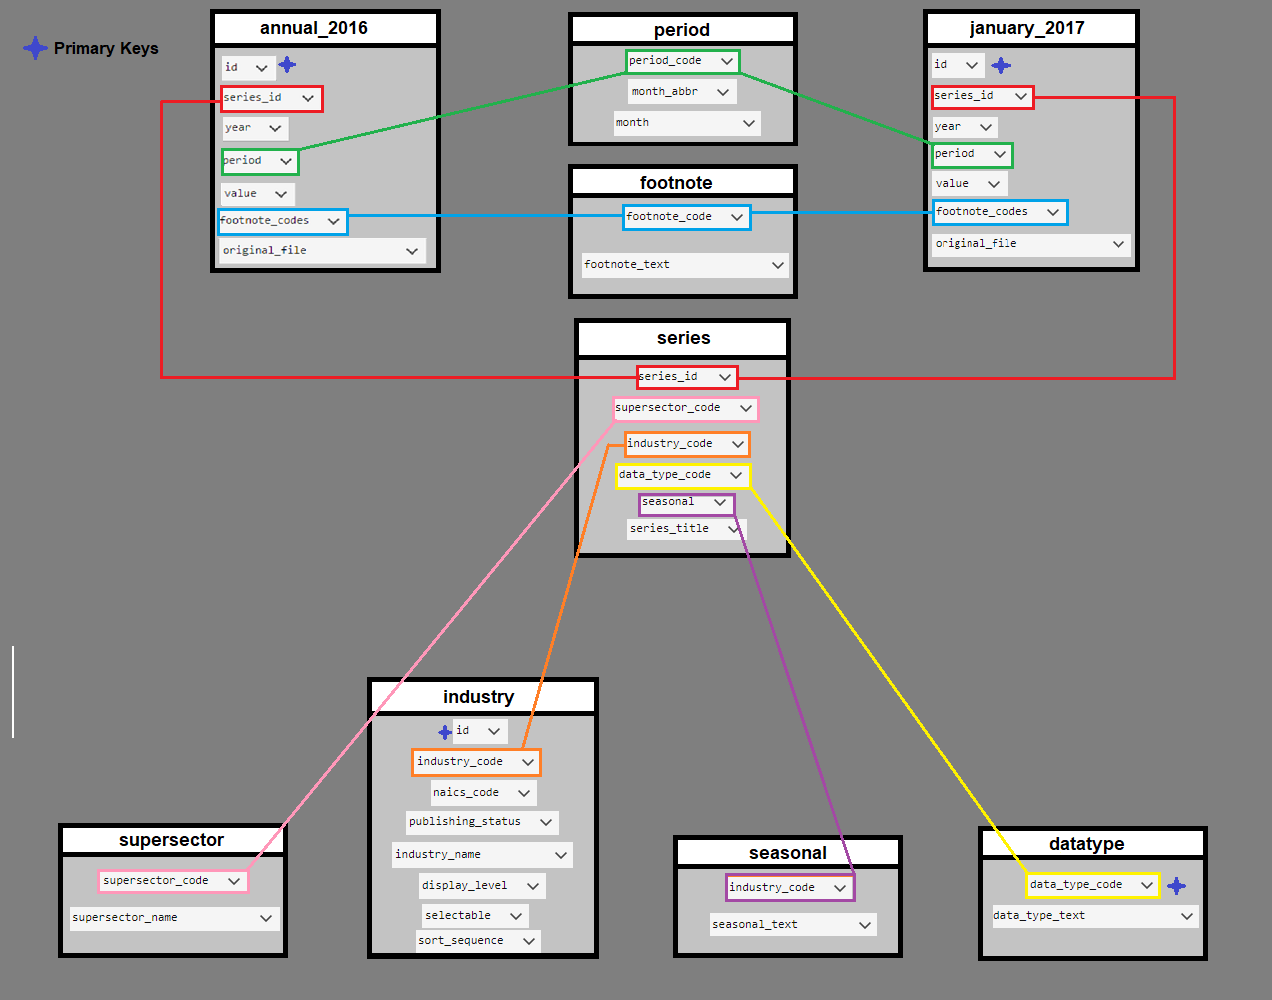 Primary Keys
annual_2016
id
series_id
year
period
value
footnote_codes
original_file
period
period_code
month_abbr
month
january_2017
id
series_id
year
period
value
footnote_codes
original_file
footnote
footnote_code
footnote_text
series
series_id
supersector_code
industry_code
data_type_code
seasonal
series_title
industry
id
industry_code
naics_code
publishing_status
industry_name
display_level
selectable
sort_sequence
supersector
supersector_code
supersector_name
seasonal
industry_code
seasonal_text
datatype
data_type_code
data_type_text